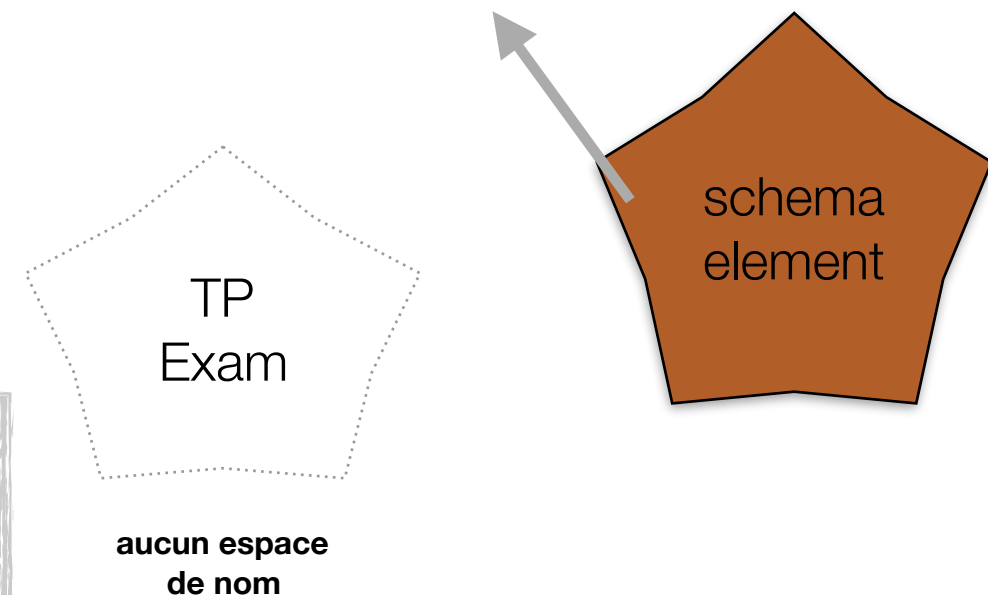 schema
element
TP
Exam
aucun espace
de nom